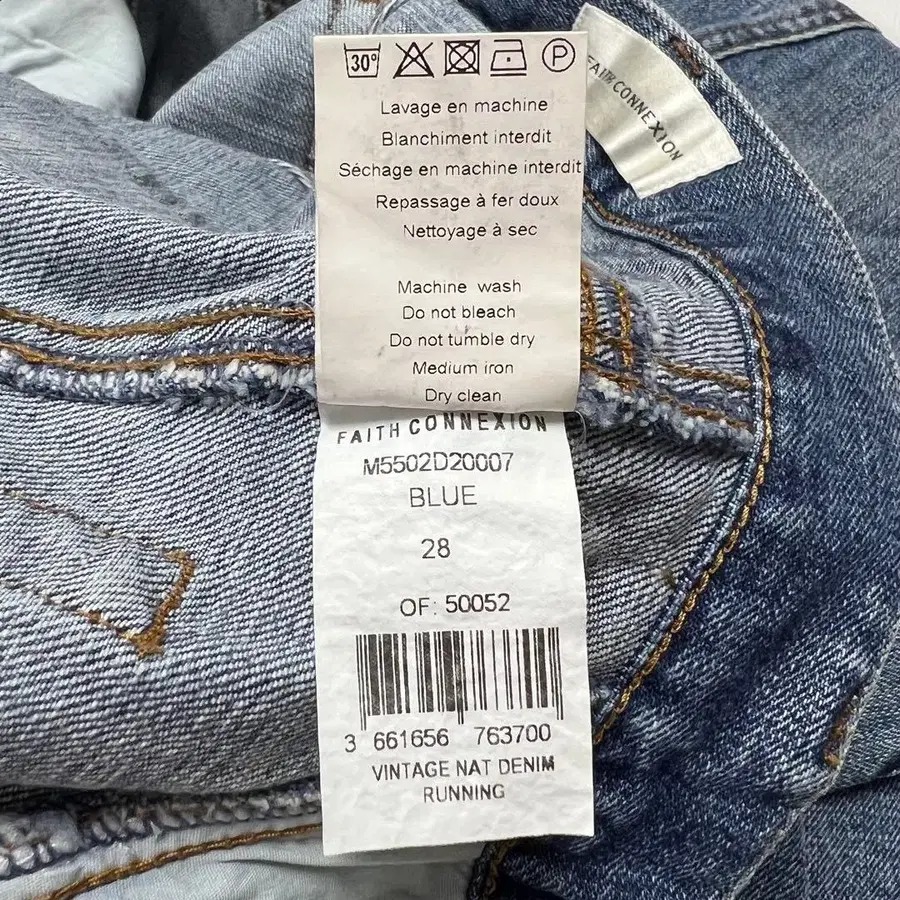 30°
P
Lavage en machine
Blanchiment interdit
Séchage en machine interdit
Repassage à fer doux
Nettoyage à sec
Machine wash
Do not bleach
Do not tumble dry
Medium iron
Dry clean
FAITH CONNEXION
FAITH CONNEXION
M5502D20007
BLUE
28
OF: 50052
3 661656 763700
VINTAGE NAT DENIM
RUNNING